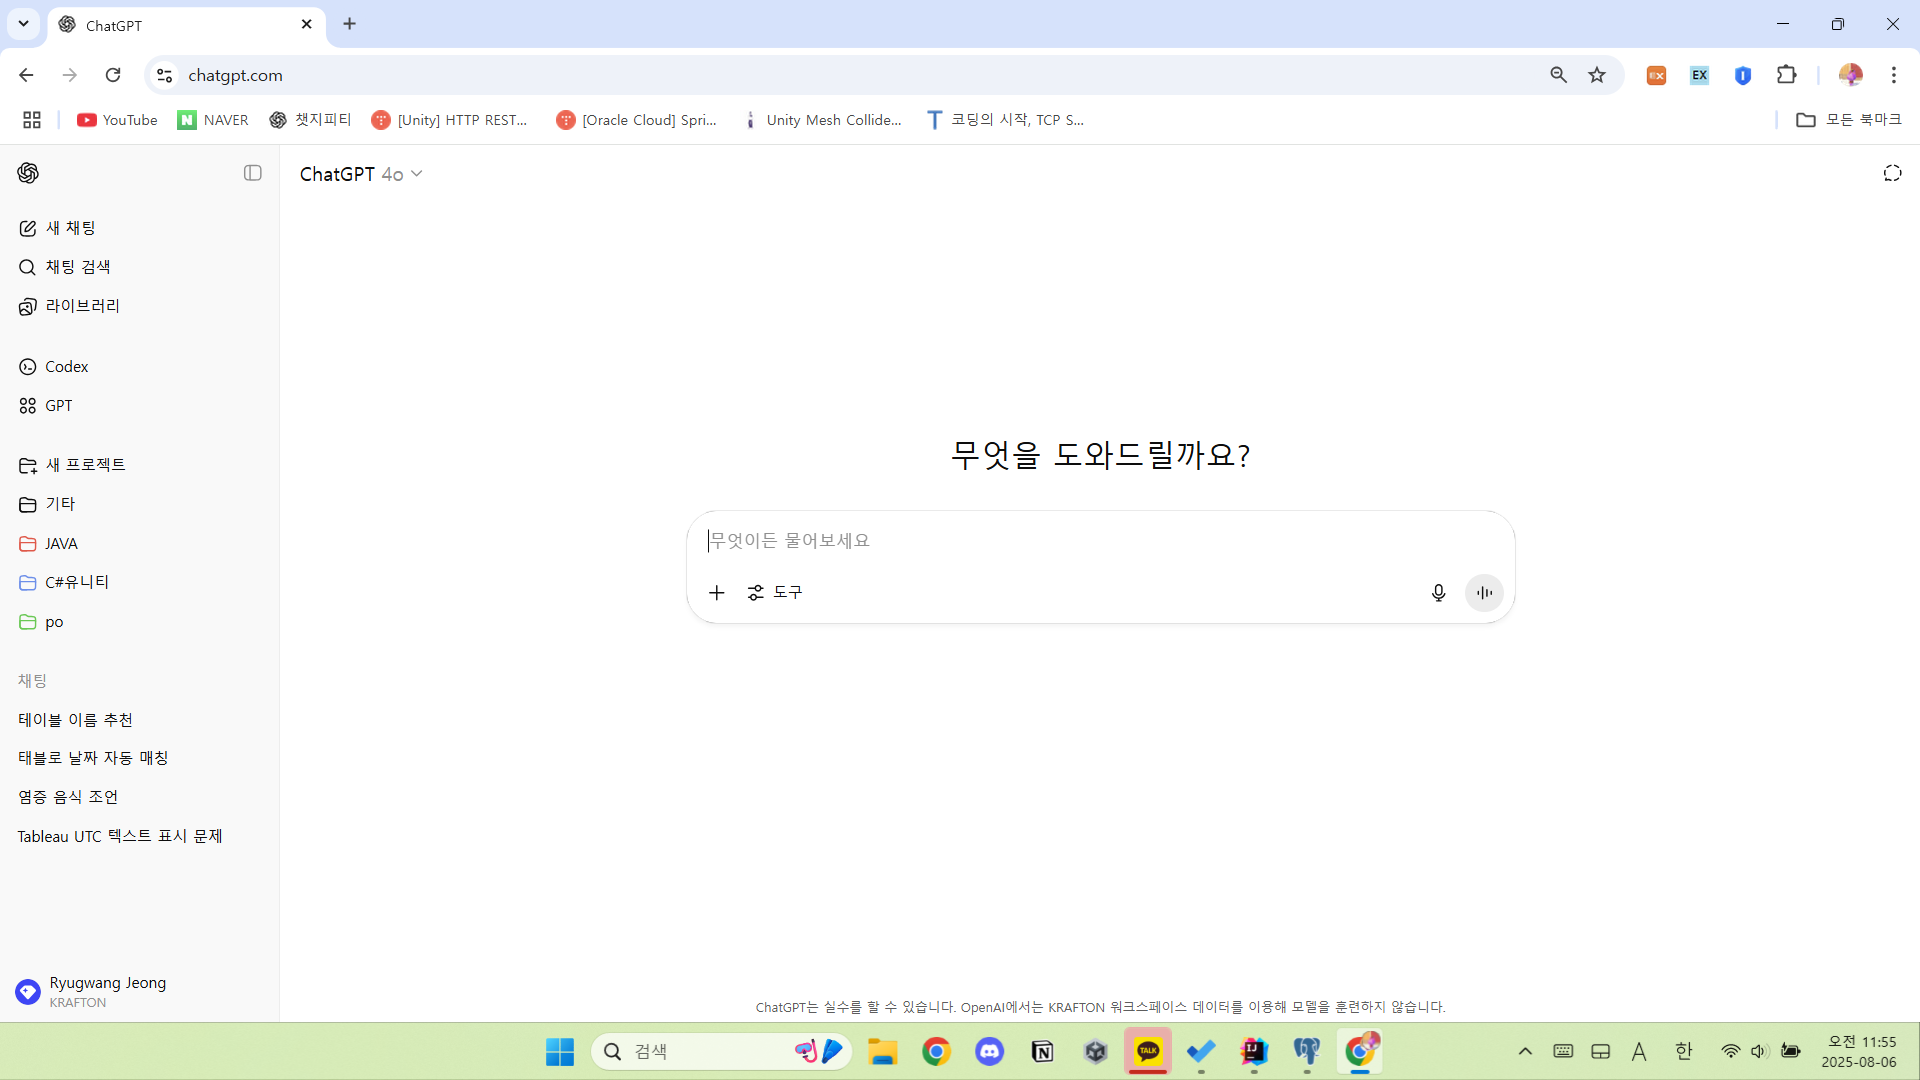 ChatGPT
chatgpt.com
YouTube
NAVER
챗지피티
[Unity] HTTP REST...
[Oracle Cloud] Spri...
Unity Mesh Collide...
코딩의 시작, TCP S...
모든 북마크
ChatGPT 4o
새 채팅
채팅 검색
라이브러리
Codex
GPT
새 프로젝트
기타
JAVA
C#유니티
po
채팅
테이블 이름 추천
태블로 날짜 자동 매칭
염증 음식 조언
Tableau UTC 텍스트 표시 문제
Ryugwang Jeong
KRAFTON
무엇을 도와드릴까요?
무엇이든 물어보세요
도구
ChatGPT는 실수를 할 수 있습니다. OpenAI에서는 KRAFTON 워크스페이스 데이터를 이용해 모델을 훈련하지 않습니다.
검색
TALK
A
한
오전 11:55
2025-08-06